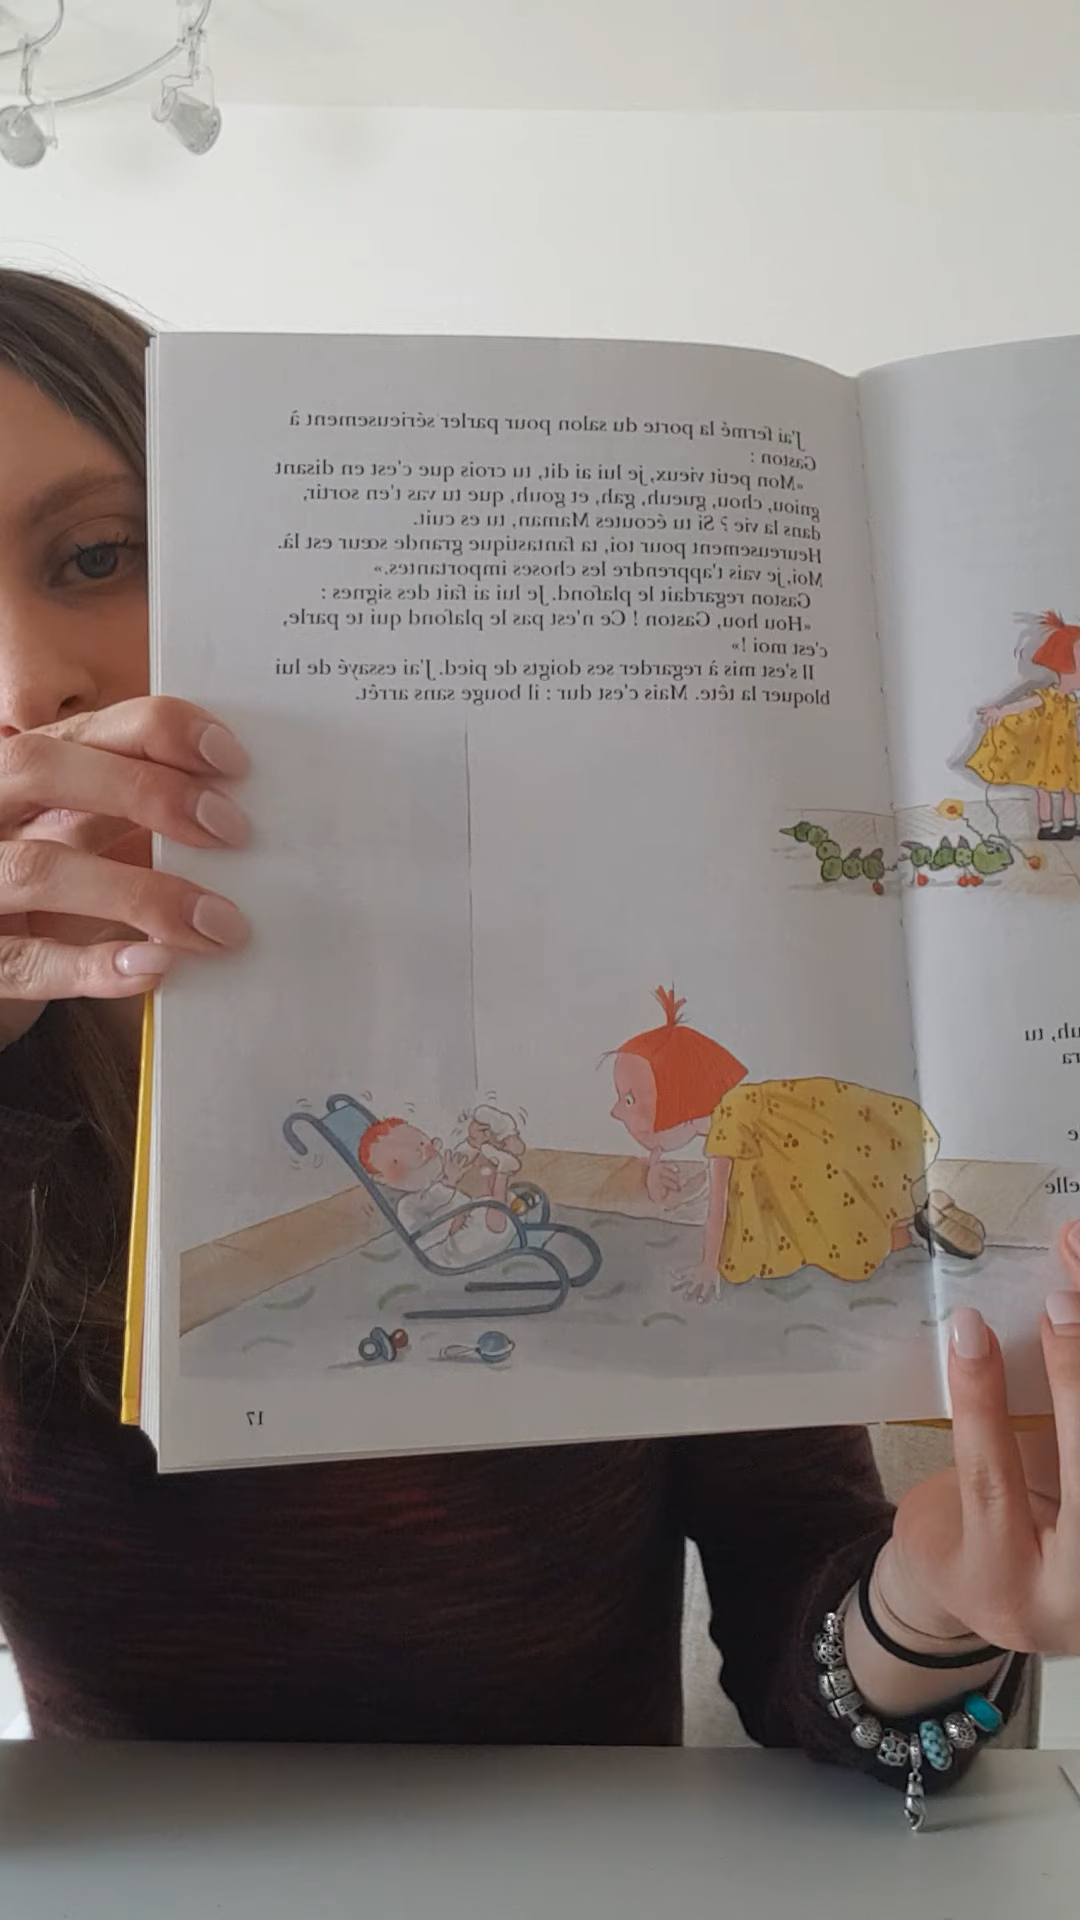 J'ai fermé la porte du salon pour parler sérieusement à
Gaston :
«Mon petit vieux, je lui ai dit, tu crois que c'est en disant
gniou, chou, gueuh, gah, et gouh, que tu vas t'en sortir,
dans la vie ? Si tu écoutes Maman, tu es cuit.
Heureusement pour toi, ta fantastique grande sœur est là.
Moi, je vais t'apprendre les choses importantes.»
Gaston regardait le plafond. Je lui ai fait des signes :
«Hou hou, Gaston ! Ce n'est pas le plafond qui te parle,
c'est moi !»
Il s'est mis à regarder ses doigts de pied. J'ai essayé de lui
bloquer la tête. Mais c'est dur : il bouge sans arrêt.
17
uh, tu
ra
e
elle